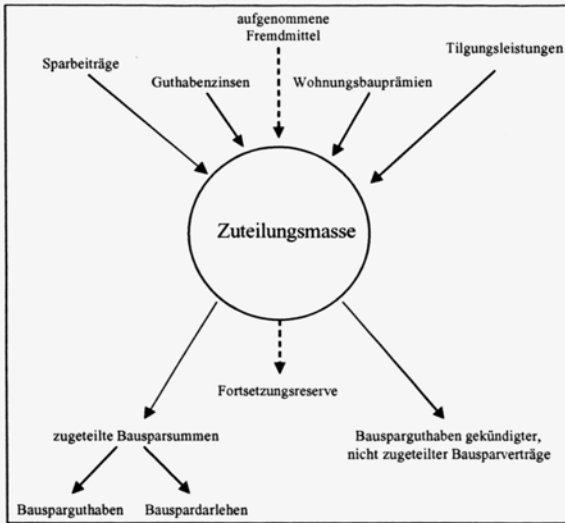 aufgenommene
Fremdmittel
Tilgungsleistungen
Sparbeiträge
Guthabenzinsen
Wohnungsbauprämien
Zuteilungsmasse
Fortsetzungsreserve
zugeteilte Bausparsummen
Bausparguthaben gekündigter,
nicht zugeteilter Bausparverträge
Bausparguthaben
Bauspardarlehen